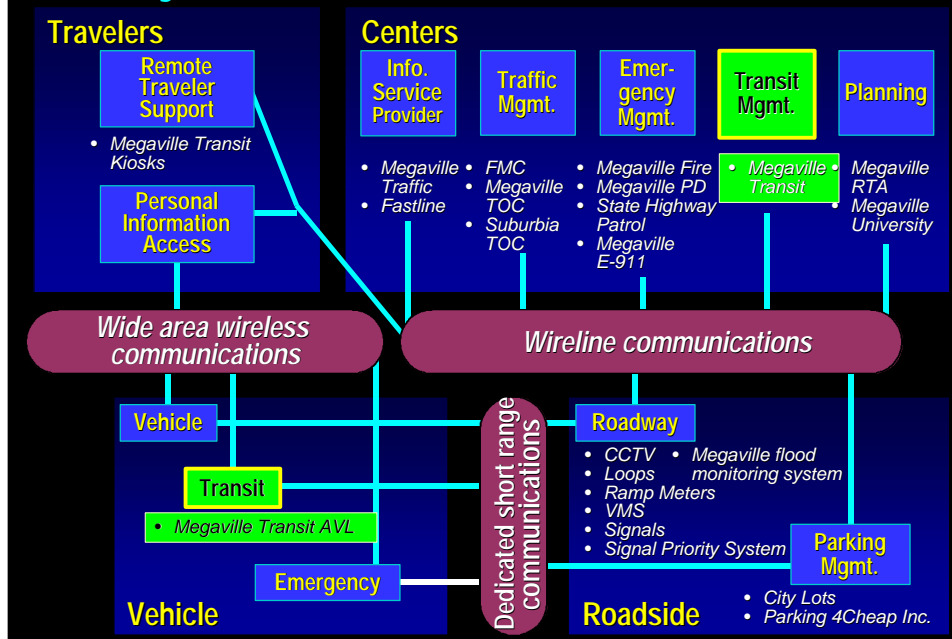 Travelers
Remote
Traveler
Support
• Megaville Transit
Kiosks
Personal
Information
Access
Centers
Info.
Service
Provider
• Megaville
Traffic
• Fastline
Traffic
Mgmt.
• FMC
• Megaville
TOC
• Suburbia
TOC
Emer-
gency
Mgmt.
• Megaville Fire
• Megaville PD
• State Highway
Patrol
• Megaville
E-911
Transit
Mgmt.
• Megaville
Transit
Planning
• Megaville
RTA
• Megaville
University
Wide area wireless
communications
Wireline communications
Vehicle
Transit
• Megaville Transit AVL
Emergency
Vehicle
Dedicated short range
communications
Roadway
• CCTV
• Loops
• Ramp Meters
• VMS
• Signals
• Signal Priority System
• Megaville flood
monitoring system
Parking
Mgmt.
• City Lots
• Parking 4Cheap Inc.
Roadside